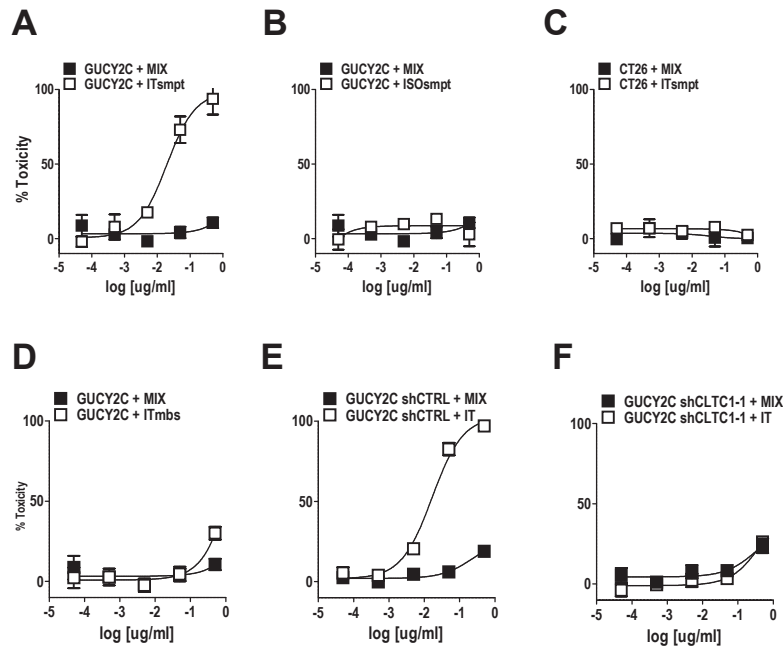 A
GUCY2C + MIX
GUCY2C + ITsmpt
100
50
0
% Toxicity
-5 -4 -3 -2 -1 0
log [ug/ml]
B
GUCY2C + MIX
GUCY2C + ISOsmpt
100
50
0
-5 -4 -3 -2 -1 0
log [ug/ml]
C
CT26 + MIX
CT26 + ITsmpt
100
50
0
-5 -4 -3 -2 -1 0
log [ug/ml]
D
GUCY2C + MIX
GUCY2C + ITmbs
100
50
0
% Toxicity
-5 -4 -3 -2 -1 0
log [ug/ml]
E
GUCY2C shCTRL + MIX
GUCY2C shCTRL + IT
100
50
0
-5 -4 -3 -2 -1 0
log [ug/ml]
F
GUCY2C shCLTC1-1 + MIX
GUCY2C shCLTC1-1 + IT
100
50
0
-5 -4 -3 -2 -1 0
log [ug/ml]